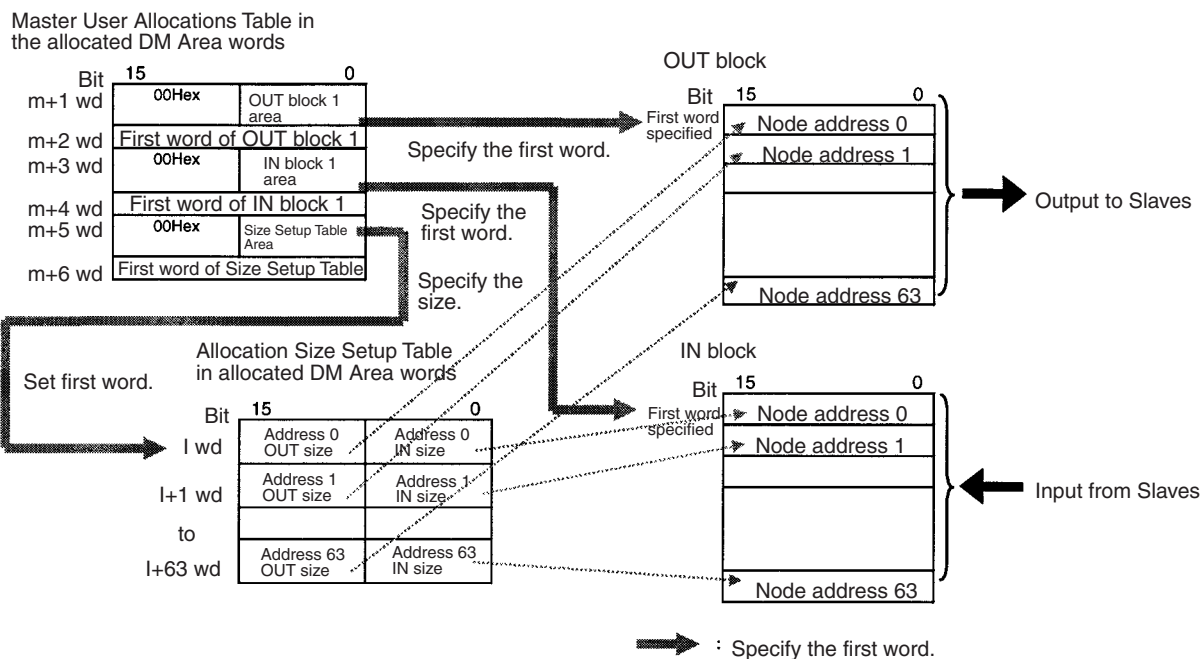 Master User Allocations Table in
the allocated DM Area words
Bit 15 0
m+1 wd 00Hex OUT block 1
area
m+2 wd First word of OUT block 1
m+3 wd 00Hex IN block 1
area
m+4 wd First word of IN block 1
m+5 wd 00Hex Size Setup Table
Area
m+6 wd First word of Size Setup Table
Specify the first word.
Specify the
first word.
Specify the
size.
Set first word.
OUT block
Bit 15 0
First word
specified
Node address 0
Node address 1
Node address 63
Output to Slaves
Allocation Size Setup Table
in allocated DM Area words
Bit 15 0
l wd Address 0
OUT size
Address 0
IN size
l+1 wd Address 1
OUT size
Address 1
IN size
to
l+63 wd Address 63
OUT size
Address 63
IN size
IN block
Bit 15 0
First word
specified
Node address 0
Node address 1
Node address 63
Input from Slaves
: Specify the first word.